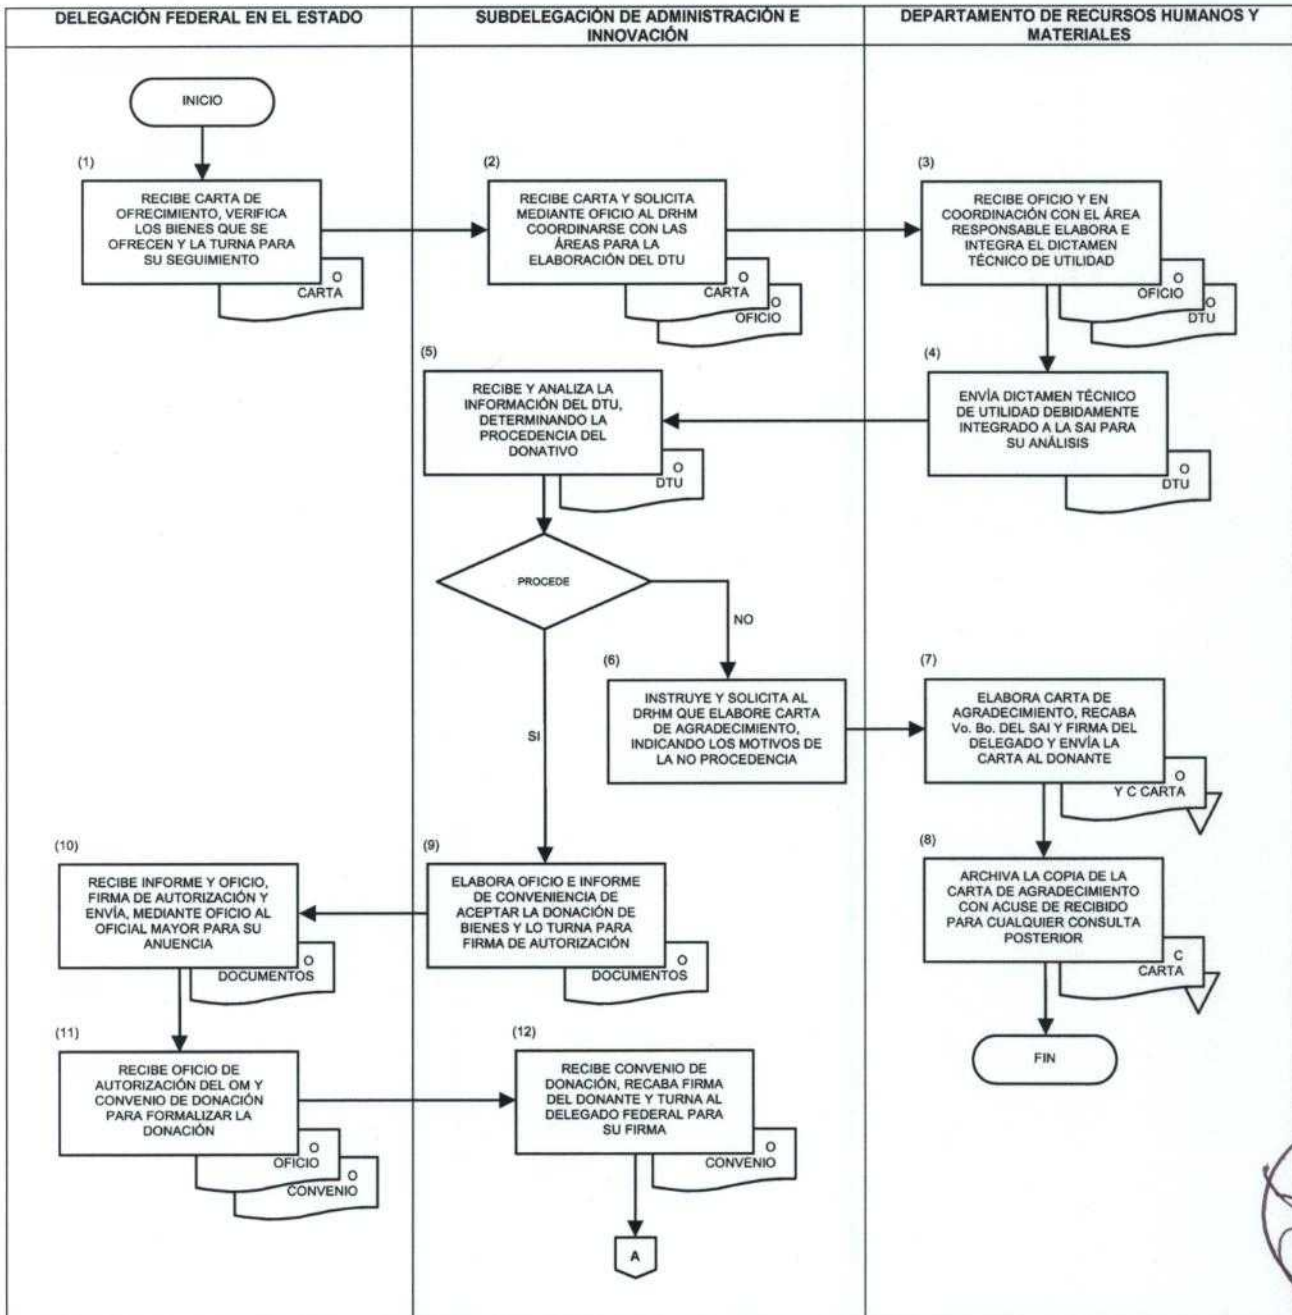 DELEGACIÓN FEDERAL EN EL ESTADO
SUBDELEGACIÓN DE ADMINISTRACIÓN E
INNOVACIÓN
DEPARTAMENTO DE RECURSOS HUMANOS Y
MATERIALES
INICIO
(1)
RECIBE CARTA DE
OFRECIMIENTO, VERIFICA
LOS BIENES QUE SE
OFRECEN Y LA TURNA PARA
SU SEGUIMIENTO
O
CARTA
(2)
RECIBE CARTA Y SOLICITA
MEDIANTE OFICIO AL DRHM
COORDINARSE CON LAS
ÁREAS PARA LA
ELABORACIÓN DEL DTU
O
CARTA
O
OFICIO
(3)
RECIBE OFICIO Y EN
COORDINACIÓN CON EL ÁREA
RESPONSABLE ELABORA E
INTEGRA EL DICTAMEN
TÉCNICO DE UTILIDAD
O
OFICIO
O
DTU
(4)
ENVÍA DICTAMEN TÉCNICO
DE UTILIDAD DEBIDAMENTE
INTEGRADO A LA SAI PARA
SU ANÁLISIS
O
DTU
(5)
RECIBE Y ANALIZA LA
INFORMACIÓN DEL DTU,
DETERMINANDO LA
PROCEDENCIA DEL
DONATIVO
O
DTU
PROCEDE
NO
SI
(6)
INSTRUYE Y SOLICITA AL
DRHM QUE ELABORE CARTA
DE AGRADECIMIENTO,
INDICANDO LOS MOTIVOS DE
LA NO PROCEDENCIA
(7)
ELABORA CARTA DE
AGRADECIMIENTO, RECABA
Vo. Bo. DEL SAI Y FIRMA DEL
DELEGADO Y ENVÍA LA
CARTA AL DONANTE
O
Y C CARTA
(8)
ARCHIVA LA COPIA DE LA
CARTA DE AGRADECIMIENTO
CON ACUSE DE RECIBIDO
PARA CUALQUIER CONSULTA
POSTERIOR
C
CARTA
FIN
(9)
ELABORA OFICIO E INFORME
DE CONVENIENCIA DE
ACEPTAR LA DONACIÓN DE
BIENES Y LO TURNA PARA
FIRMA DE AUTORIZACIÓN
O
DOCUMENTOS
(10)
RECIBE INFORME Y OFICIO,
FIRMA DE AUTORIZACIÓN Y
ENVÍA, MEDIANTE OFICIO AL
OFICIAL MAYOR PARA SU
ANUENCIA
O
DOCUMENTOS
(11)
RECIBE OFICIO DE
AUTORIZACIÓN DEL OM Y
CONVENIO DE DONACIÓN
PARA FORMALIZAR LA
DONACIÓN
O
OFICIO
O
CONVENIO
(12)
RECIBE CONVENIO DE
DONACIÓN, RECABA FIRMA
DEL DONANTE Y TURNA AL
DELEGADO FEDERAL PARA
SU FIRMA
O
CONVENIO
A